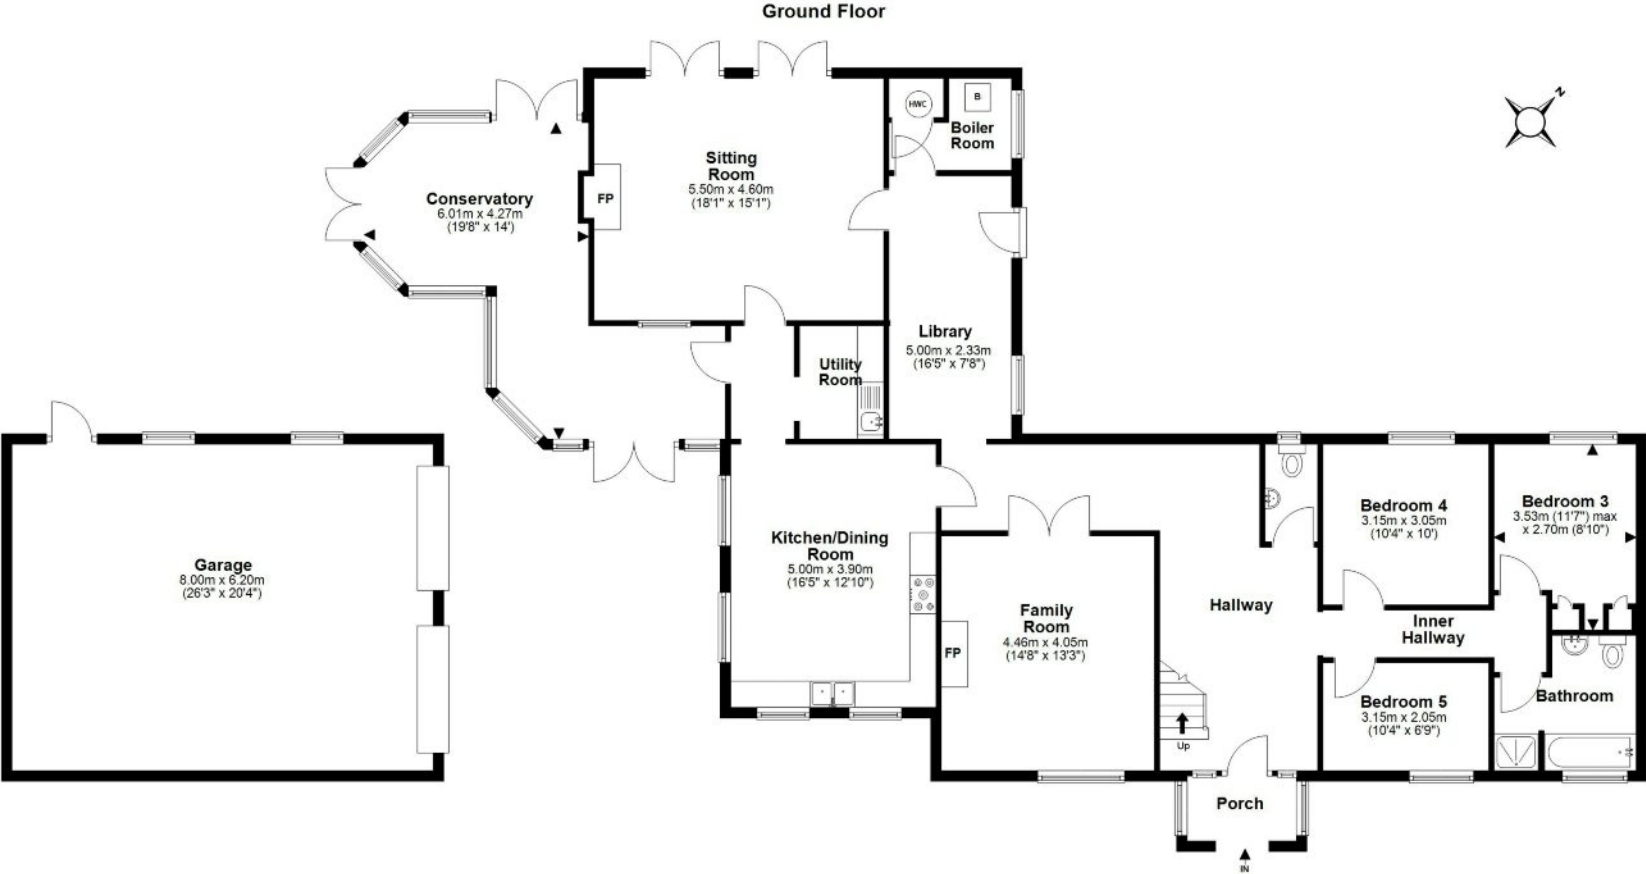 Ground Floor
N
HWC
B
Boiler
Room
Sitting
Room
5.50m x 4.60m
(18'1" x 15'1")
FP
Conservatory
6.01m x 4.27m
(19'8" x 14')
Library
5.00m x 2.33m
(16'5" x 7'8")
Utility
Room
Garage
8.00m x 6.20m
(26'3" x 20'4")
Kitchen/Dining
Room
5.00m x 3.90m
(16'5" x 12'10")
Family
Room
4.46m x 4.05m
(14'8" x 13'3")
FP
Hallway
Up
Bedroom 4
3.15m x 3.05m
(10'4" x 10')
Bedroom 3
3.53m (11'7") max
x 2.70m (8'10")
Inner
Hallway
Bedroom 5
3.15m x 2.05m
(10'4" x 6'9")
Bathroom
Porch
IN